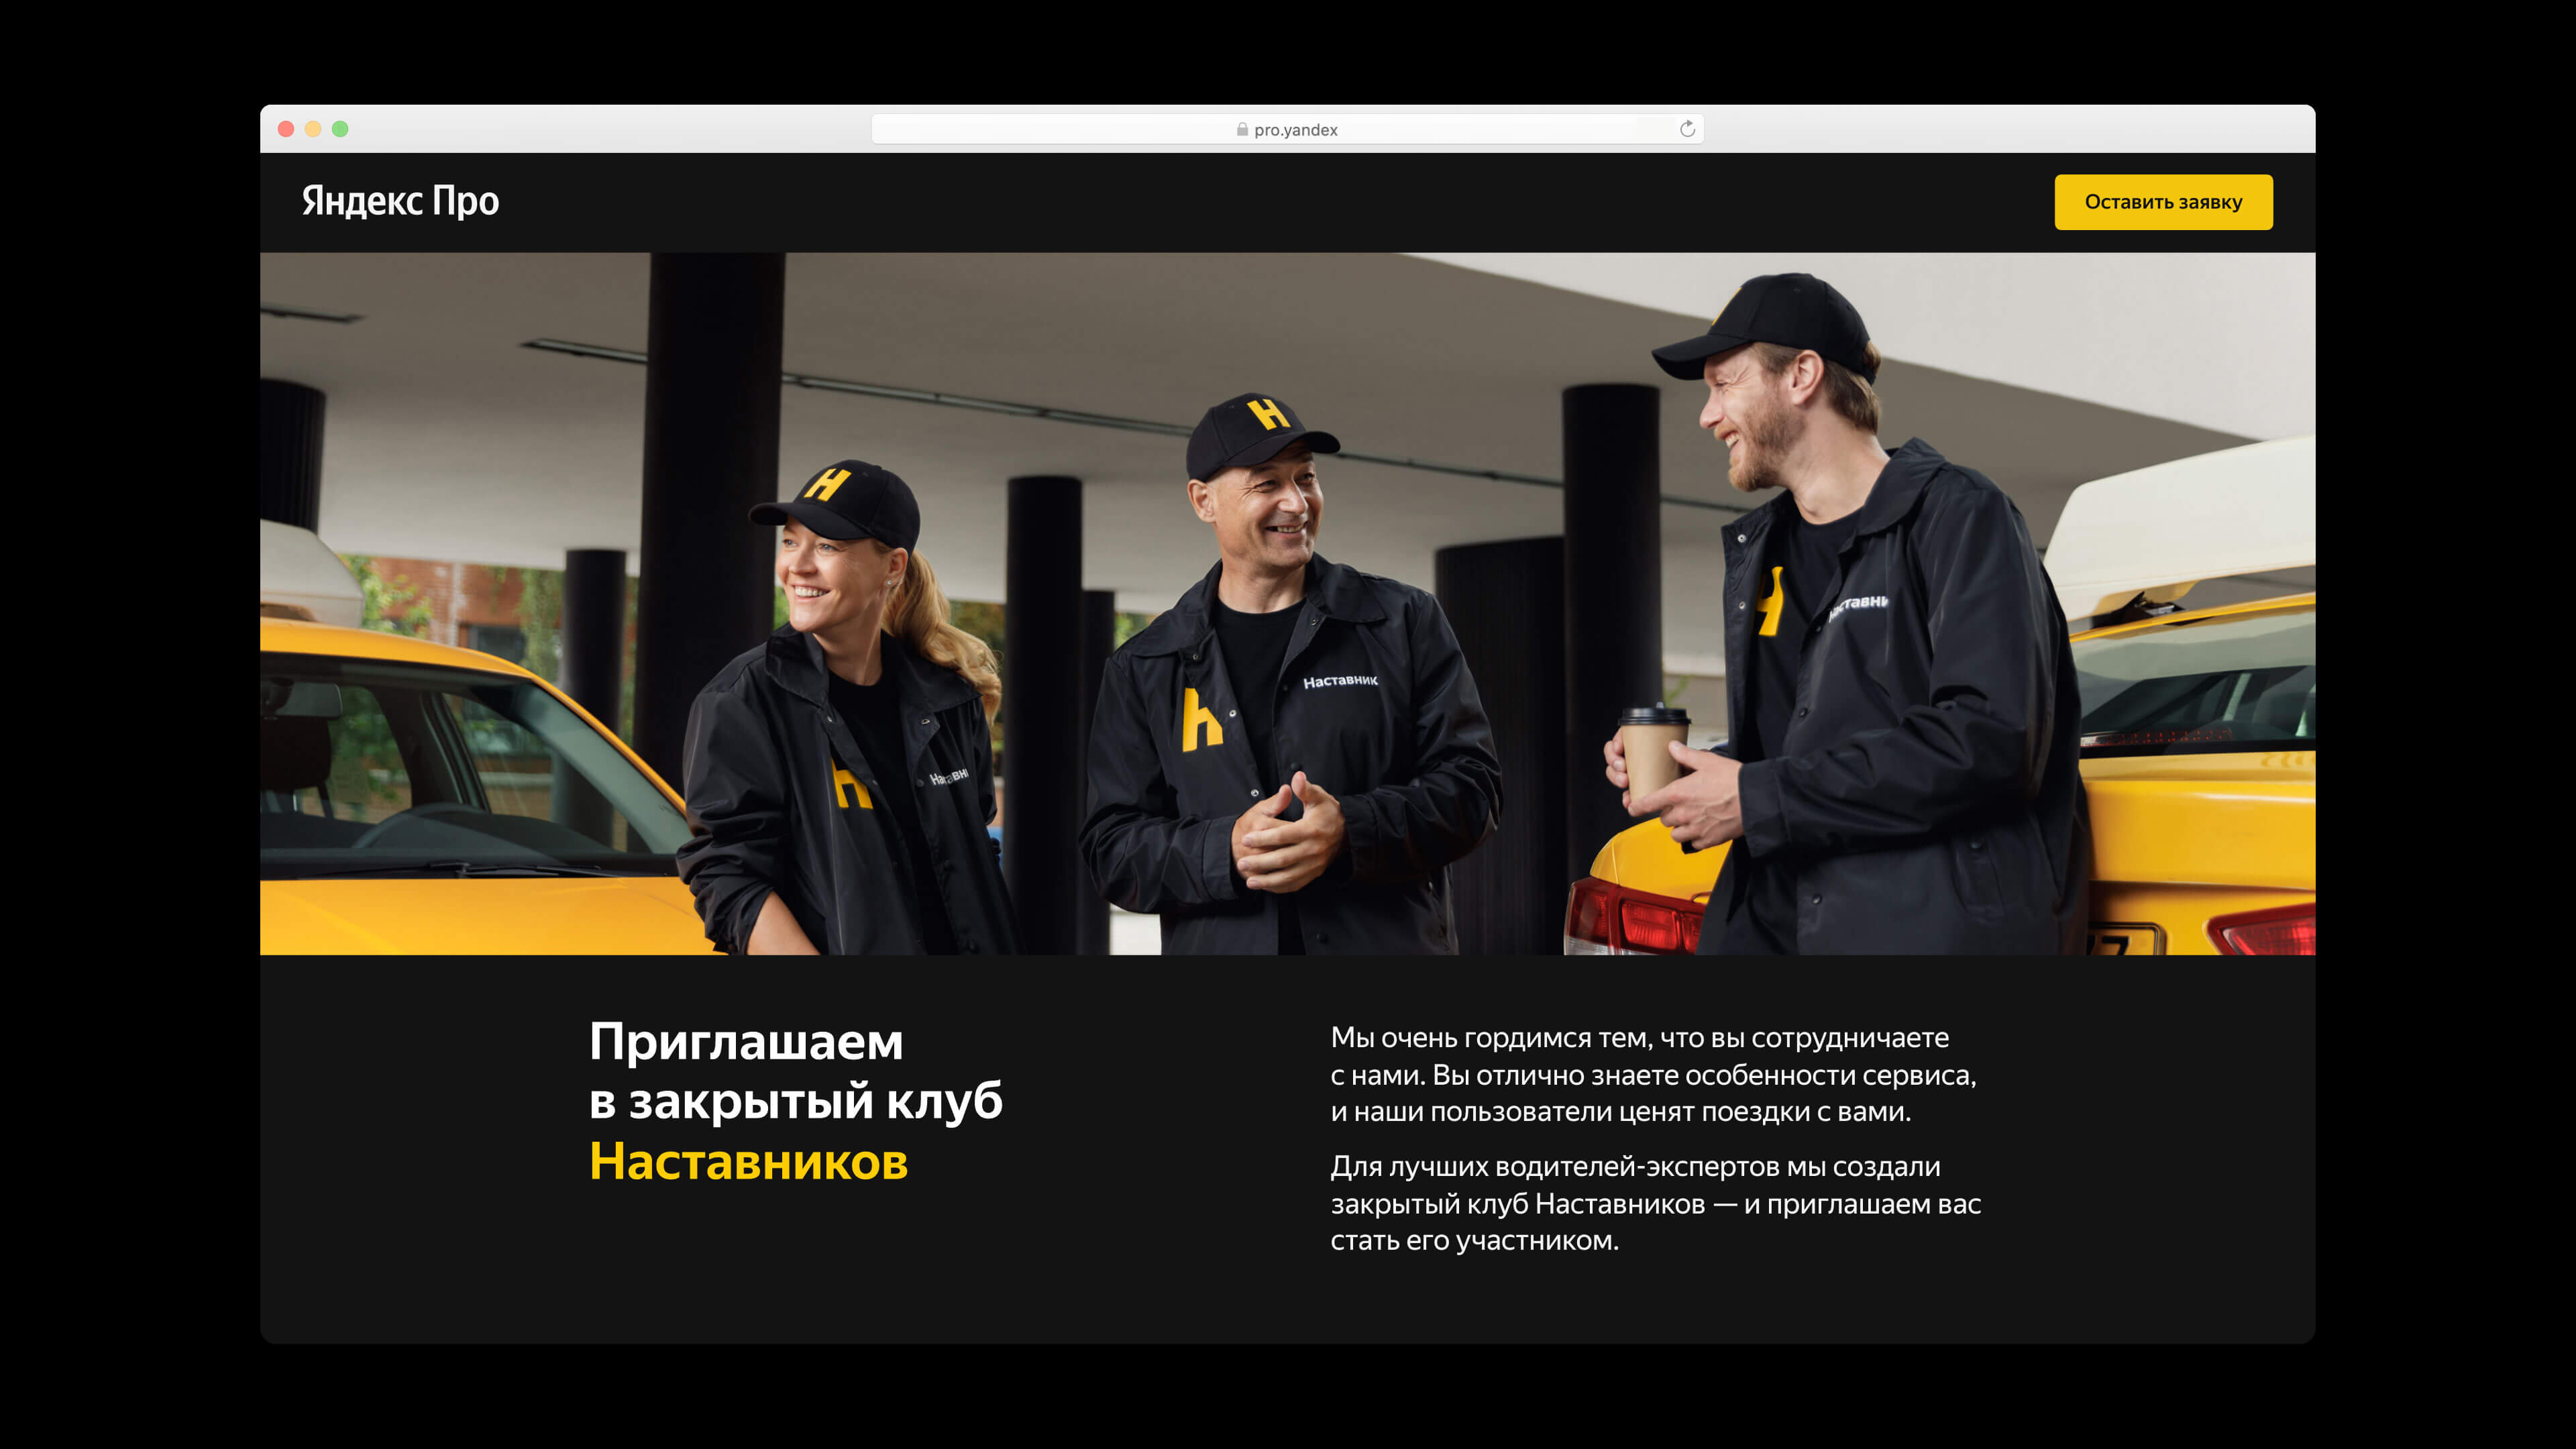 pro.yandex
Яндекс Про
Оставить заявку
H
H
Наставник
Приглашаем
в закрытый клуб
Наставников
Мы очень гордимся тем, что вы сотрудничаете
с нами. Вы отлично знаете особенности сервиса,
и наши пользователи ценят поездки с вами.
Для лучших водителей-экспертов мы создали
закрытый клуб Наставников — и приглашаем вас
стать его участником.